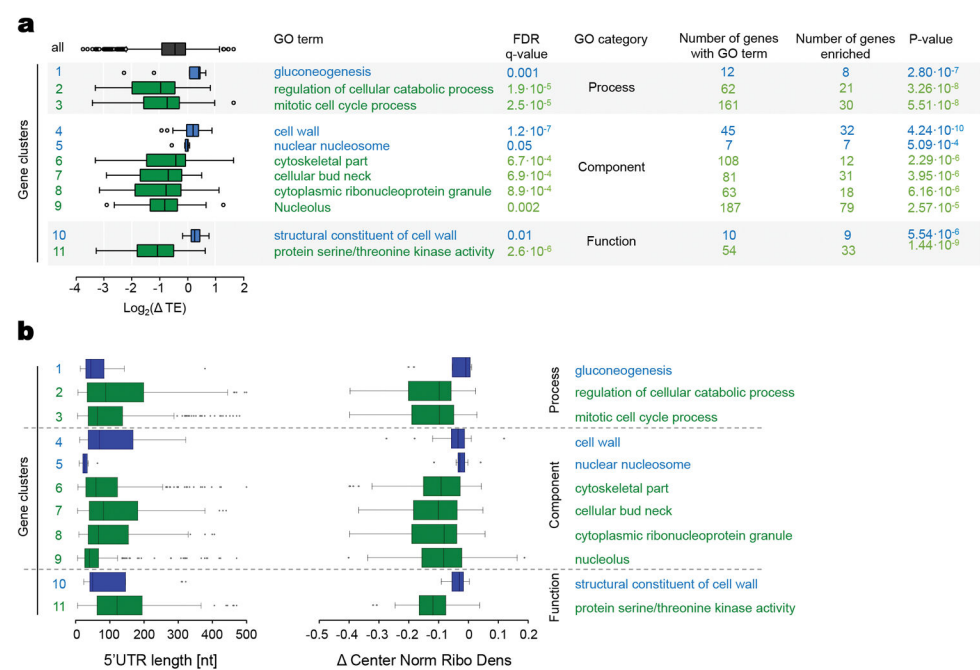 a
GO term FDR q-value GO category Number of genes with GO term Number of genes enriched P-value
all
Gene clusters
1 gluconeogenesis 0.001 12 8 2.80·10-7
2 regulation of cellular catabolic process 1.9·10-5 Process 62 21 3.26·10-8
3 mitotic cell cycle process 2.5·10-5 161 30 5.51·10-8
4 cell wall 1.2·10-7 45 32 4.24·10-10
5 nuclear nucleosome 0.05 7 7 5.09·10-4
6 cytoskeletal part 6.7·10-4 Component 108 12 2.29·10-6
7 cellular bud neck 6.9·10-4 81 31 3.95·10-6
8 cytoplasmic ribonucleoprotein granule 8.9·10-4 63 18 6.16·10-6
9 Nucleolus 0.002 187 79 2.57·10-5
10 structural constituent of cell wall 0.01 Function 10 9 5.54·10-6
11 protein serine/threonine kinase activity 2.6·10-6 54 33 1.44·10-9
-4 -3 -2 -1 0 1 2
Log2(Δ TE)
b
Gene clusters
1 gluconeogenesis
2 Process regulation of cellular catabolic process
3 mitotic cell cycle process
4 cell wall
5 nuclear nucleosome
6 Component cytoskeletal part
7 cellular bud neck
8 cytoplasmic ribonucleoprotein granule
9 nucleolus
10 Function structural constituent of cell wall
11 protein serine/threonine kinase activity
0 100 200 300 400 500 -0.5 -0.4 -0.3 -0.2 -0.1 0 0.1 0.2
5'UTR length [nt] Δ Center Norm Ribo Dens